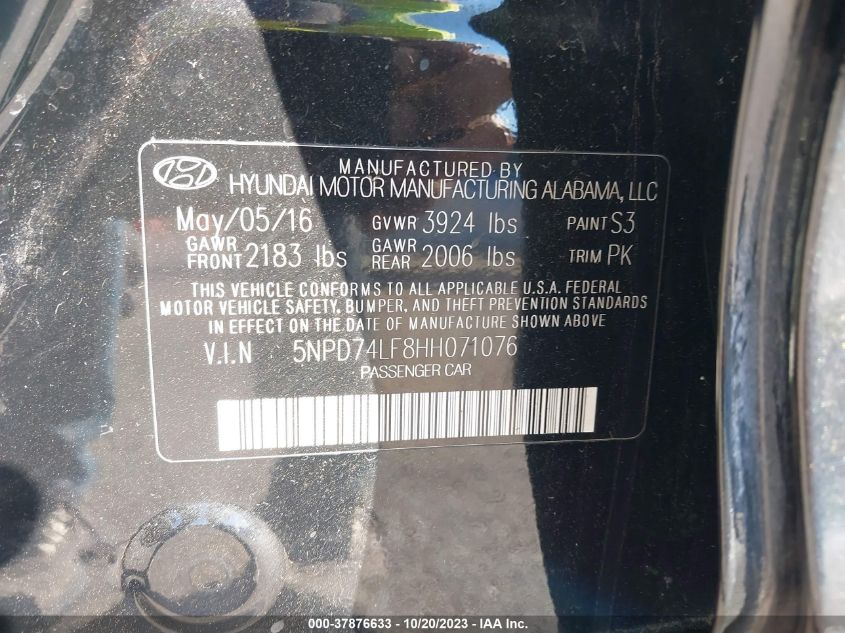 MANUFACTURED BY
HYUNDAI MOTOR MANUFACTURING ALABAMA, LLC
May/05/16 GVWR 3924 lbs PAINT S3
GAWR FRONT 2183 lbs GAWR REAR 2006 lbs TRIM PK
THIS VEHICLE CONFORMS TO ALL APPLICABLE U.S.A. FEDERAL
MOTOR VEHICLE SAFETY, BUMPER, AND THEFT PREVENTION STANDARDS
IN EFFECT ON THE DATE OF MANUFACTURE SHOWN ABOVE.
V.I.N 5NPD74LF8HH071076
PASSENGER CAR
000-37876633 - 10/20/2023 - IAA Inc.